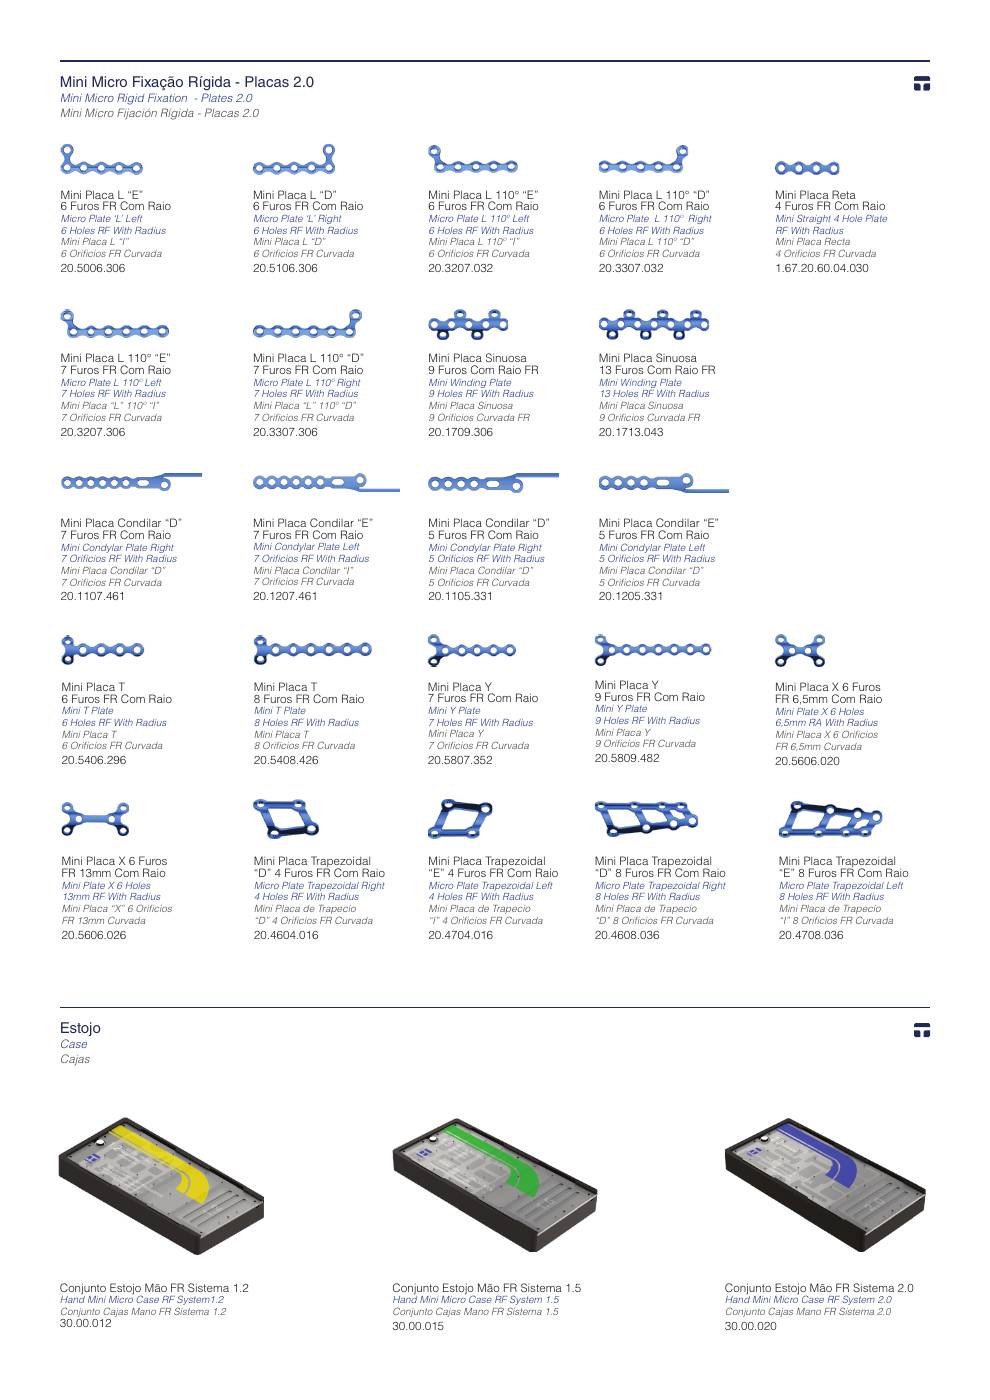 Mini Micro Fixação Rígida - Placas 2.0
Mini Micro Rigid Fixation - Plates 2.0
Mini Micro Fijación Rígida - Placas 2.0
Mini Placa L “E”
6 Furos FR Com Raio
Micro Plate ‘L’ Left
6 Holes RF With Radius
Mini Placa L “I”
6 Orifícios FR Curvada
20.5006.306
Mini Placa L “D”
6 Furos FR Com Raio
Micro Plate ‘L’ Right
6 Holes RF With Radius
Mini Placa L “D”
6 Orifícios FR Curvada
20.5106.306
Mini Placa L 110° “E”
6 Furos FR Com Raio
Micro Plate L 110° Left
6 Holes RF With Radius
Mini Placa L 110° “I”
6 Orifícios FR Curvada
20.3207.032
Mini Placa L 110° “D”
6 Furos FR Com Raio
Micro Plate L 110° Right
6 Holes RF With Radius
Mini Placa L 110° “D”
6 Orifícios FR Curvada
20.3307.032
Mini Placa Reta
4 Furos FR Com Raio
Mini Straight 4 Hole Plate
RF With Radius
Mini Placa Recta
4 Orifícios FR Curvada
1.67.20.60.04.030
Mini Placa L 110° “E”
7 Furos FR Com Raio
Micro Plate L 110° Left
7 Holes RF With Radius
Mini Placa “L” 110° “I”
7 Orifícios FR Curvada
20.3207.306
Mini Placa L 110° “D”
7 Furos FR Com Raio
Micro Plate L 110° Right
7 Holes RF With Radius
Mini Placa “L” 110° “D”
7 Orifícios FR Curvada
20.3307.306
Mini Placa Sinuosa
9 Furos Com Raio FR
Mini Winding Plate
9 Holes RF With Radius
Mini Placa Sinuosa
9 Orifícios Curvada FR
20.1709.306
Mini Placa Sinuosa
13 Furos Com Raio FR
Mini Winding Plate
13 Holes RF With Radius
Mini Placa Sinuosa
9 Orifícios Curvada FR
20.1713.043
Mini Placa Condilar “D”
7 Furos FR Com Raio
Mini Condylar Plate Right
7 Orifícios RF With Radius
Mini Placa Condilar “D”
7 Orifícios FR Curvada
20.1107.461
Mini Placa Condilar “E”
7 Furos FR Com Raio
Mini Condylar Plate Left
7 Orifícios RF With Radius
Mini Placa Condilar “I”
7 Orifícios FR Curvada
20.1207.461
Mini Placa Condilar “D”
5 Furos FR Com Raio
Mini Condylar Plate Right
5 Orifícios RF With Radius
Mini Placa Condilar “D”
5 Orifícios FR Curvada
20.1105.331
Mini Placa Condilar “E”
5 Furos FR Com Raio
Mini Condylar Plate Left
5 Orifícios RF With Radius
Mini Placa Condilar “D”
5 Orifícios FR Curvada
20.1205.331
Mini Placa T
6 Furos FR Com Raio
Mini T Plate
6 Holes RF With Radius
Mini Placa T
6 Orifícios FR Curvada
20.5406.296
Mini Placa T
8 Furos FR Com Raio
Mini T Plate
8 Holes RF With Radius
Mini Placa T
8 Orifícios FR Curvada
20.5408.426
Mini Placa Y
7 Furos FR Com Raio
Mini Y Plate
7 Holes RF With Radius
Mini Placa Y
7 Orifícios FR Curvada
20.5807.352
Mini Placa Y
9 Furos FR Com Raio
Mini Y Plate
9 Holes RF With Radius
Mini Placa Y
9 Orifícios FR Curvada
20.5809.482
Mini Placa X 6 Furos
FR 6,5mm Com Raio
Mini Plate X 6 Holes
6,5mm RA With Radius
Mini Placa X 6 Orifícios
FR 6,5mm Curvada
20.5606.020
Mini Placa X 6 Furos
FR 13mm Com Raio
Mini Plate X 6 Holes
13mm RF With Radius
Mini Placa “X” 6 Orifícios
FR 13mm Curvada
20.5606.026
Mini Placa Trapezoidal
“D” 4 Furos FR Com Raio
Micro Plate Trapezoidal Right
4 Holes RF With Radius
Mini Placa de Trapecio
“D” 4 Orifícios FR Curvada
20.4604.016
Mini Placa Trapezoidal
“E” 4 Furos FR Com Raio
Micro Plate Trapezoidal Left
4 Holes RF With Radius
Mini Placa de Trapecio
“I” 4 Orifícios FR Curvada
20.4704.016
Mini Placa Trapezoidal
“D” 8 Furos FR Com Raio
Micro Plate Trapezoidal Right
8 Holes RF With Radius
Mini Placa de Trapecio
“D” 8 Orifícios FR Curvada
20.4608.036
Mini Placa Trapezoidal
“E” 8 Furos FR Com Raio
Micro Plate Trapezoidal Left
8 Holes RF With Radius
Mini Placa de Trapecio
“I” 8 Orifícios FR Curvada
20.4708.036
Estojo
Case
Cajas
Conjunto Estojo Mão FR Sistema 1.2
Hand Mini Micro Case RF System1.2
Conjunto Cajas Mano FR Sistema 1.2
30.00.012
Conjunto Estojo Mão FR Sistema 1.5
Hand Mini Micro Case RF System 1.5
Conjunto Cajas Mano FR Sistema 1.5
30.00.015
Conjunto Estojo Mão FR Sistema 2.0
Hand Mini Micro Case RF System 2.0
Conjunto Cajas Mano FR Sistema 2.0
30.00.020